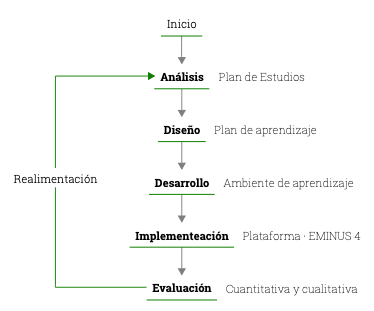 Inicio
Análisis Plan de Estudios
Diseño Plan de aprendizaje
Realimentación
Desarrollo Ambiente de aprendizaje
Implementeación Plataforma · EMINUS 4
Evaluación Cuantitativa y cualitativa